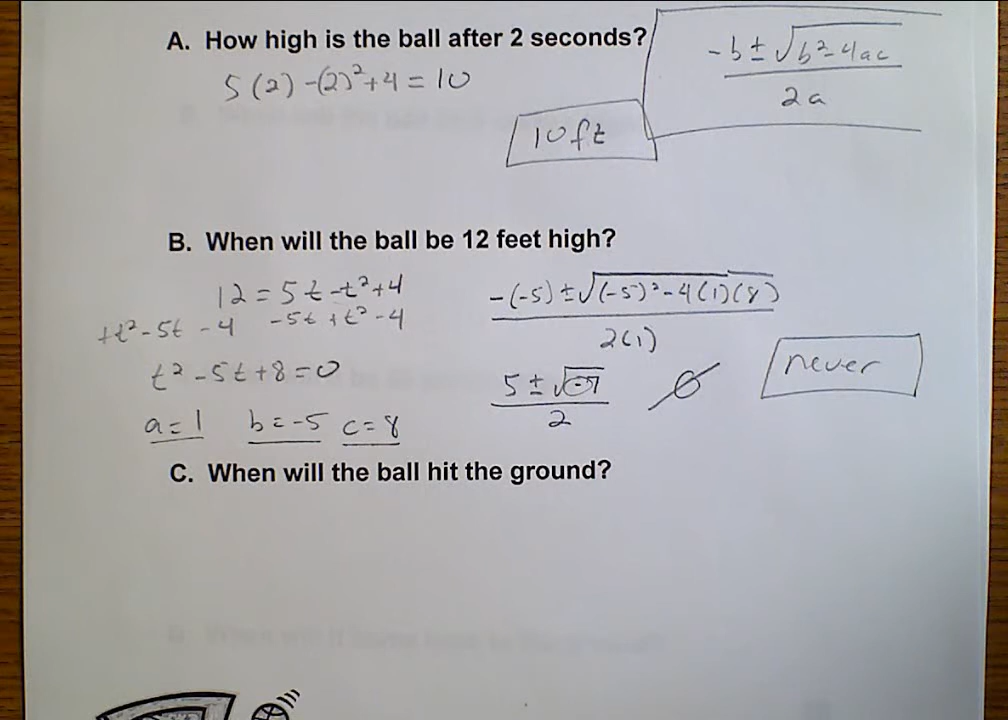 A. How high is the ball after 2 seconds?
5(2) -(2)²+4 = 10
10ft
-b ± √b²-4ac
2a
B. When will the ball be 12 feet high?
12 = 5t -t²+4
+t² -5t -4 -5t +t² -4
t² -5t +8 = 0
a = 1 b = -5 c = 8
-(-5) ± √(-5)² - 4(1)(8)
2(1)
5 ± √-7
2
∅
never
C. When will the ball hit the ground?